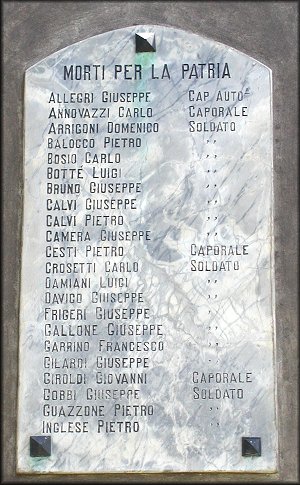 MORTI PER LA PATRIA
ALLEGRI GIUSEPPE CAP. AUTO
ANNOVAZZI CARLO CAPORALE
ARRIGONI DOMENICO SOLDATO
BALOCCO PIETRO ,,
BOSIO CARLO ,,
BOTTÉ LUIGI ,,
BRUNO GIUSEPPE ,,
CALVI GIUSEPPE ,,
CALVI PIETRO ,,
CAMERA GIUSEPPE ,,
CESTI PIETRO CAPORALE
CROSETTI CARLO SOLDATO
DAMIANI LUIGI ,,
DAVICO GIUSEPPE ,,
FRIGERI GIUSEPPE ,,
GALLONE GIUSEPPE ,,
GARRINO FRANCESCO ,,
GILARDI GIUSEPPE ,,
GIROLDI GIOVANNI CAPORALE
GOBBI GIUSEPPE SOLDATO
GUAZZONE PIETRO ,,
INGLESE PIETRO ,,